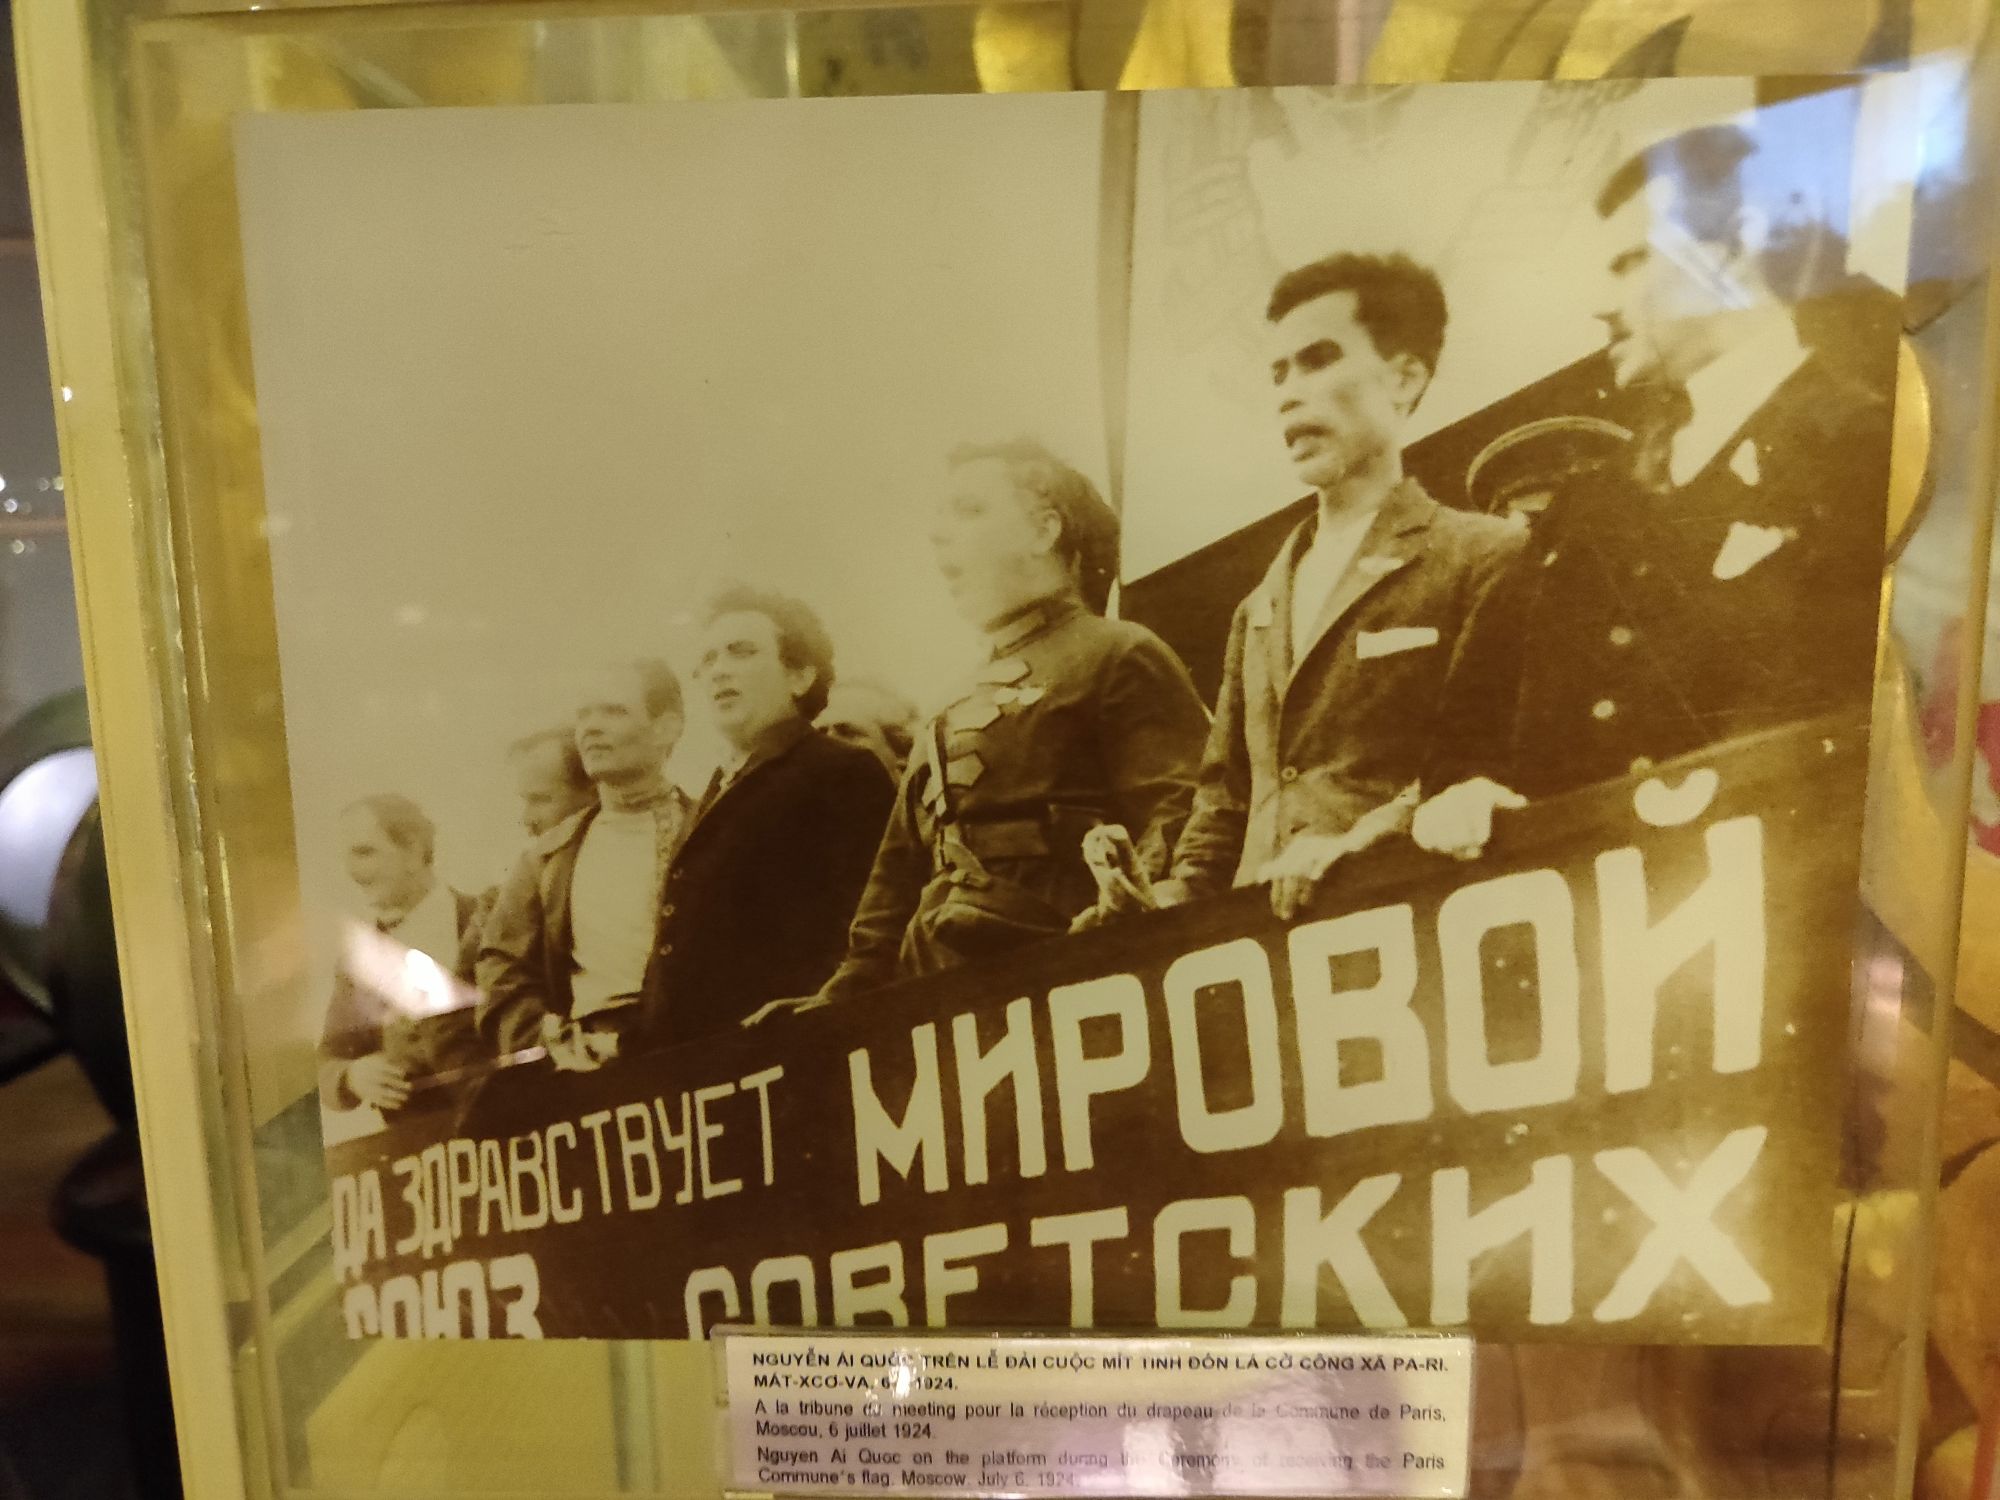 ДА ЗДРАВСТВУЕТ МИРОВОЙ
СОЮЗ СОВЕТСКИХ
NGUYỄN ÁI QUỐC TRÊN LỄ ĐÀI CUỘC MÍT TINH ĐÓN LÁ CỜ CÔNG XÃ PA-RI.
MÁT-XCƠ-VA, 1924.
A la tribune du meeting pour la réception du drapeau de la Commune de Paris,
Moscou, 6 juillet 1924.
Nguyen Ai Quoc on the platform during the Ceremony of receiving the Paris
Commune's flag. Moscow. July 6, 1924